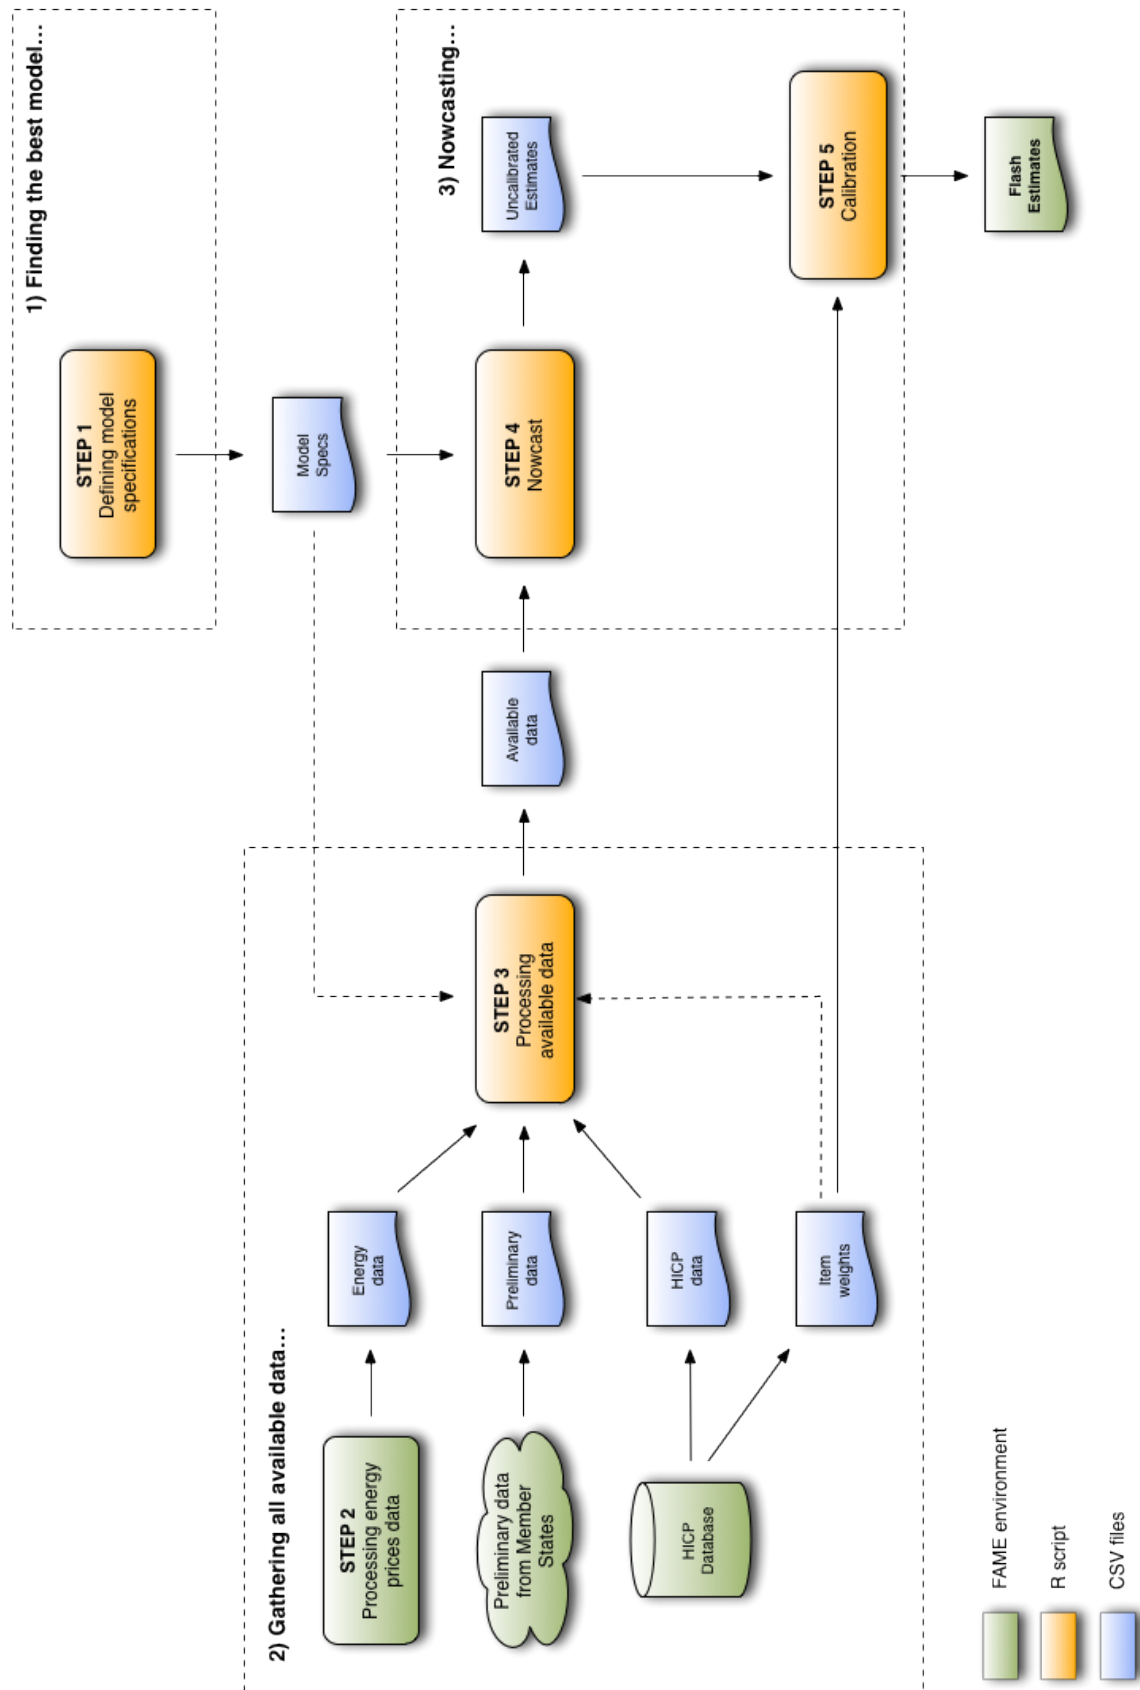 1) Finding the best model...
STEP 1
Defining model
specifications
Model
Specs
2) Gathering all available data...
STEP 2
Processing energy
prices data
Energy
data
Preliminary data
from Member
States
Preliminary
data
HICP
Database
HICP
data
Item
weights
STEP 3
Processing
available data
Available
data
3) Nowcasting...
STEP 4
Nowcast
Uncalibrated
Estimates
STEP 5
Calibration
Flash
Estimates
FAME environment
R script
CSV files